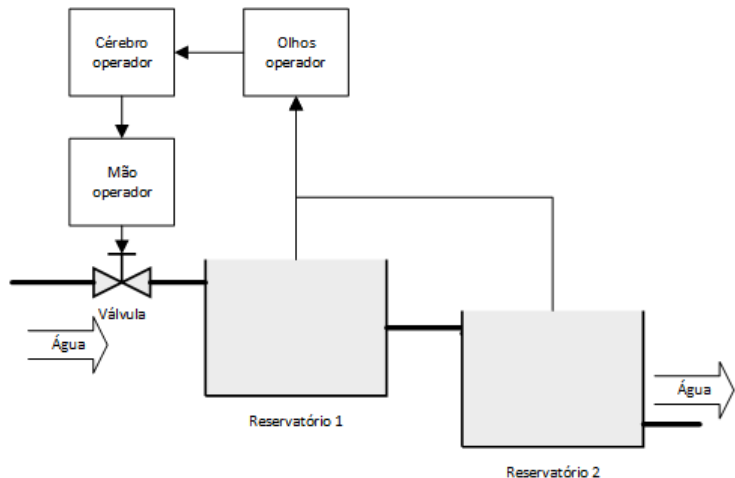 Cérebro
operador
Olhos
operador
Mão
operador
Válvula
Água
Reservatório 1
Água
Reservatório 2